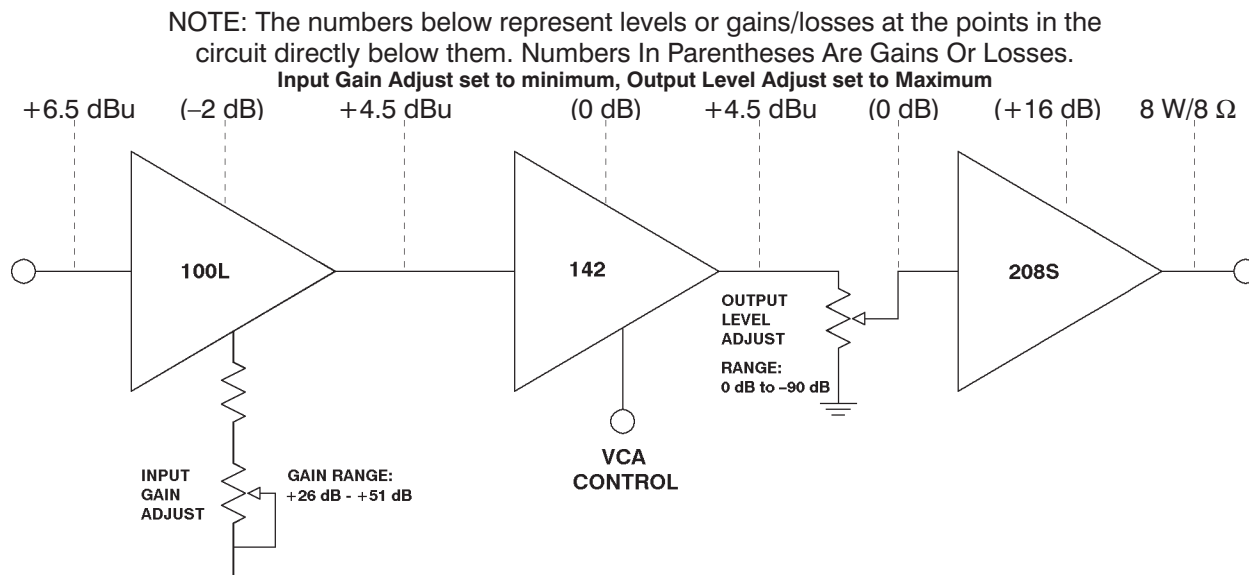 NOTE: The numbers below represent levels or gains/losses at the points in the
circuit directly below them. Numbers In Parentheses Are Gains Or Losses.
Input Gain Adjust set to minimum, Output Level Adjust set to Maximum
+6.5 dBu (–2 dB) +4.5 dBu (0 dB) +4.5 dBu (0 dB) (+16 dB) 8 W/8 Ω
100L 142 208S
OUTPUT
LEVEL
ADJUST
RANGE:
0 dB to –90 dB
VCA
CONTROL
INPUT
GAIN
ADJUST
GAIN RANGE:
+26 dB - +51 dB